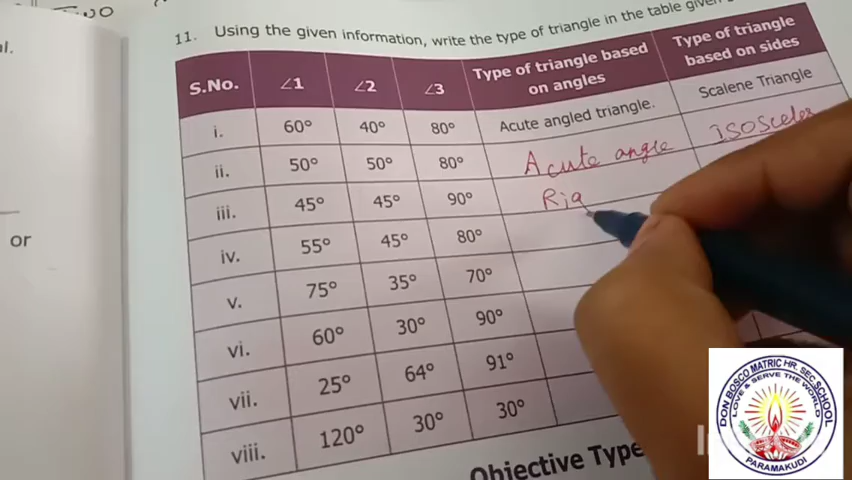 al.
or
11. Using the given information, write the type of triangle in the table given
S.No. ∠1 ∠2 ∠3 Type of triangle based on angles Type of triangle based on sides
i. 60° 40° 80° Acute angled triangle. Scalene Triangle
ii. 50° 50° 80° Acute angle Isosceles
iii. 45° 45° 90° Rig
iv. 55° 45° 80°
v. 75° 35° 70°
vi. 60° 30° 90°
vii. 25° 64° 91°
viii. 120° 30° 30°
Objective Type
DON BOSCO MATRIC HR. SEC. SCHOOL
LOVE & SERVE THE WORLD
PARAMAKUDI